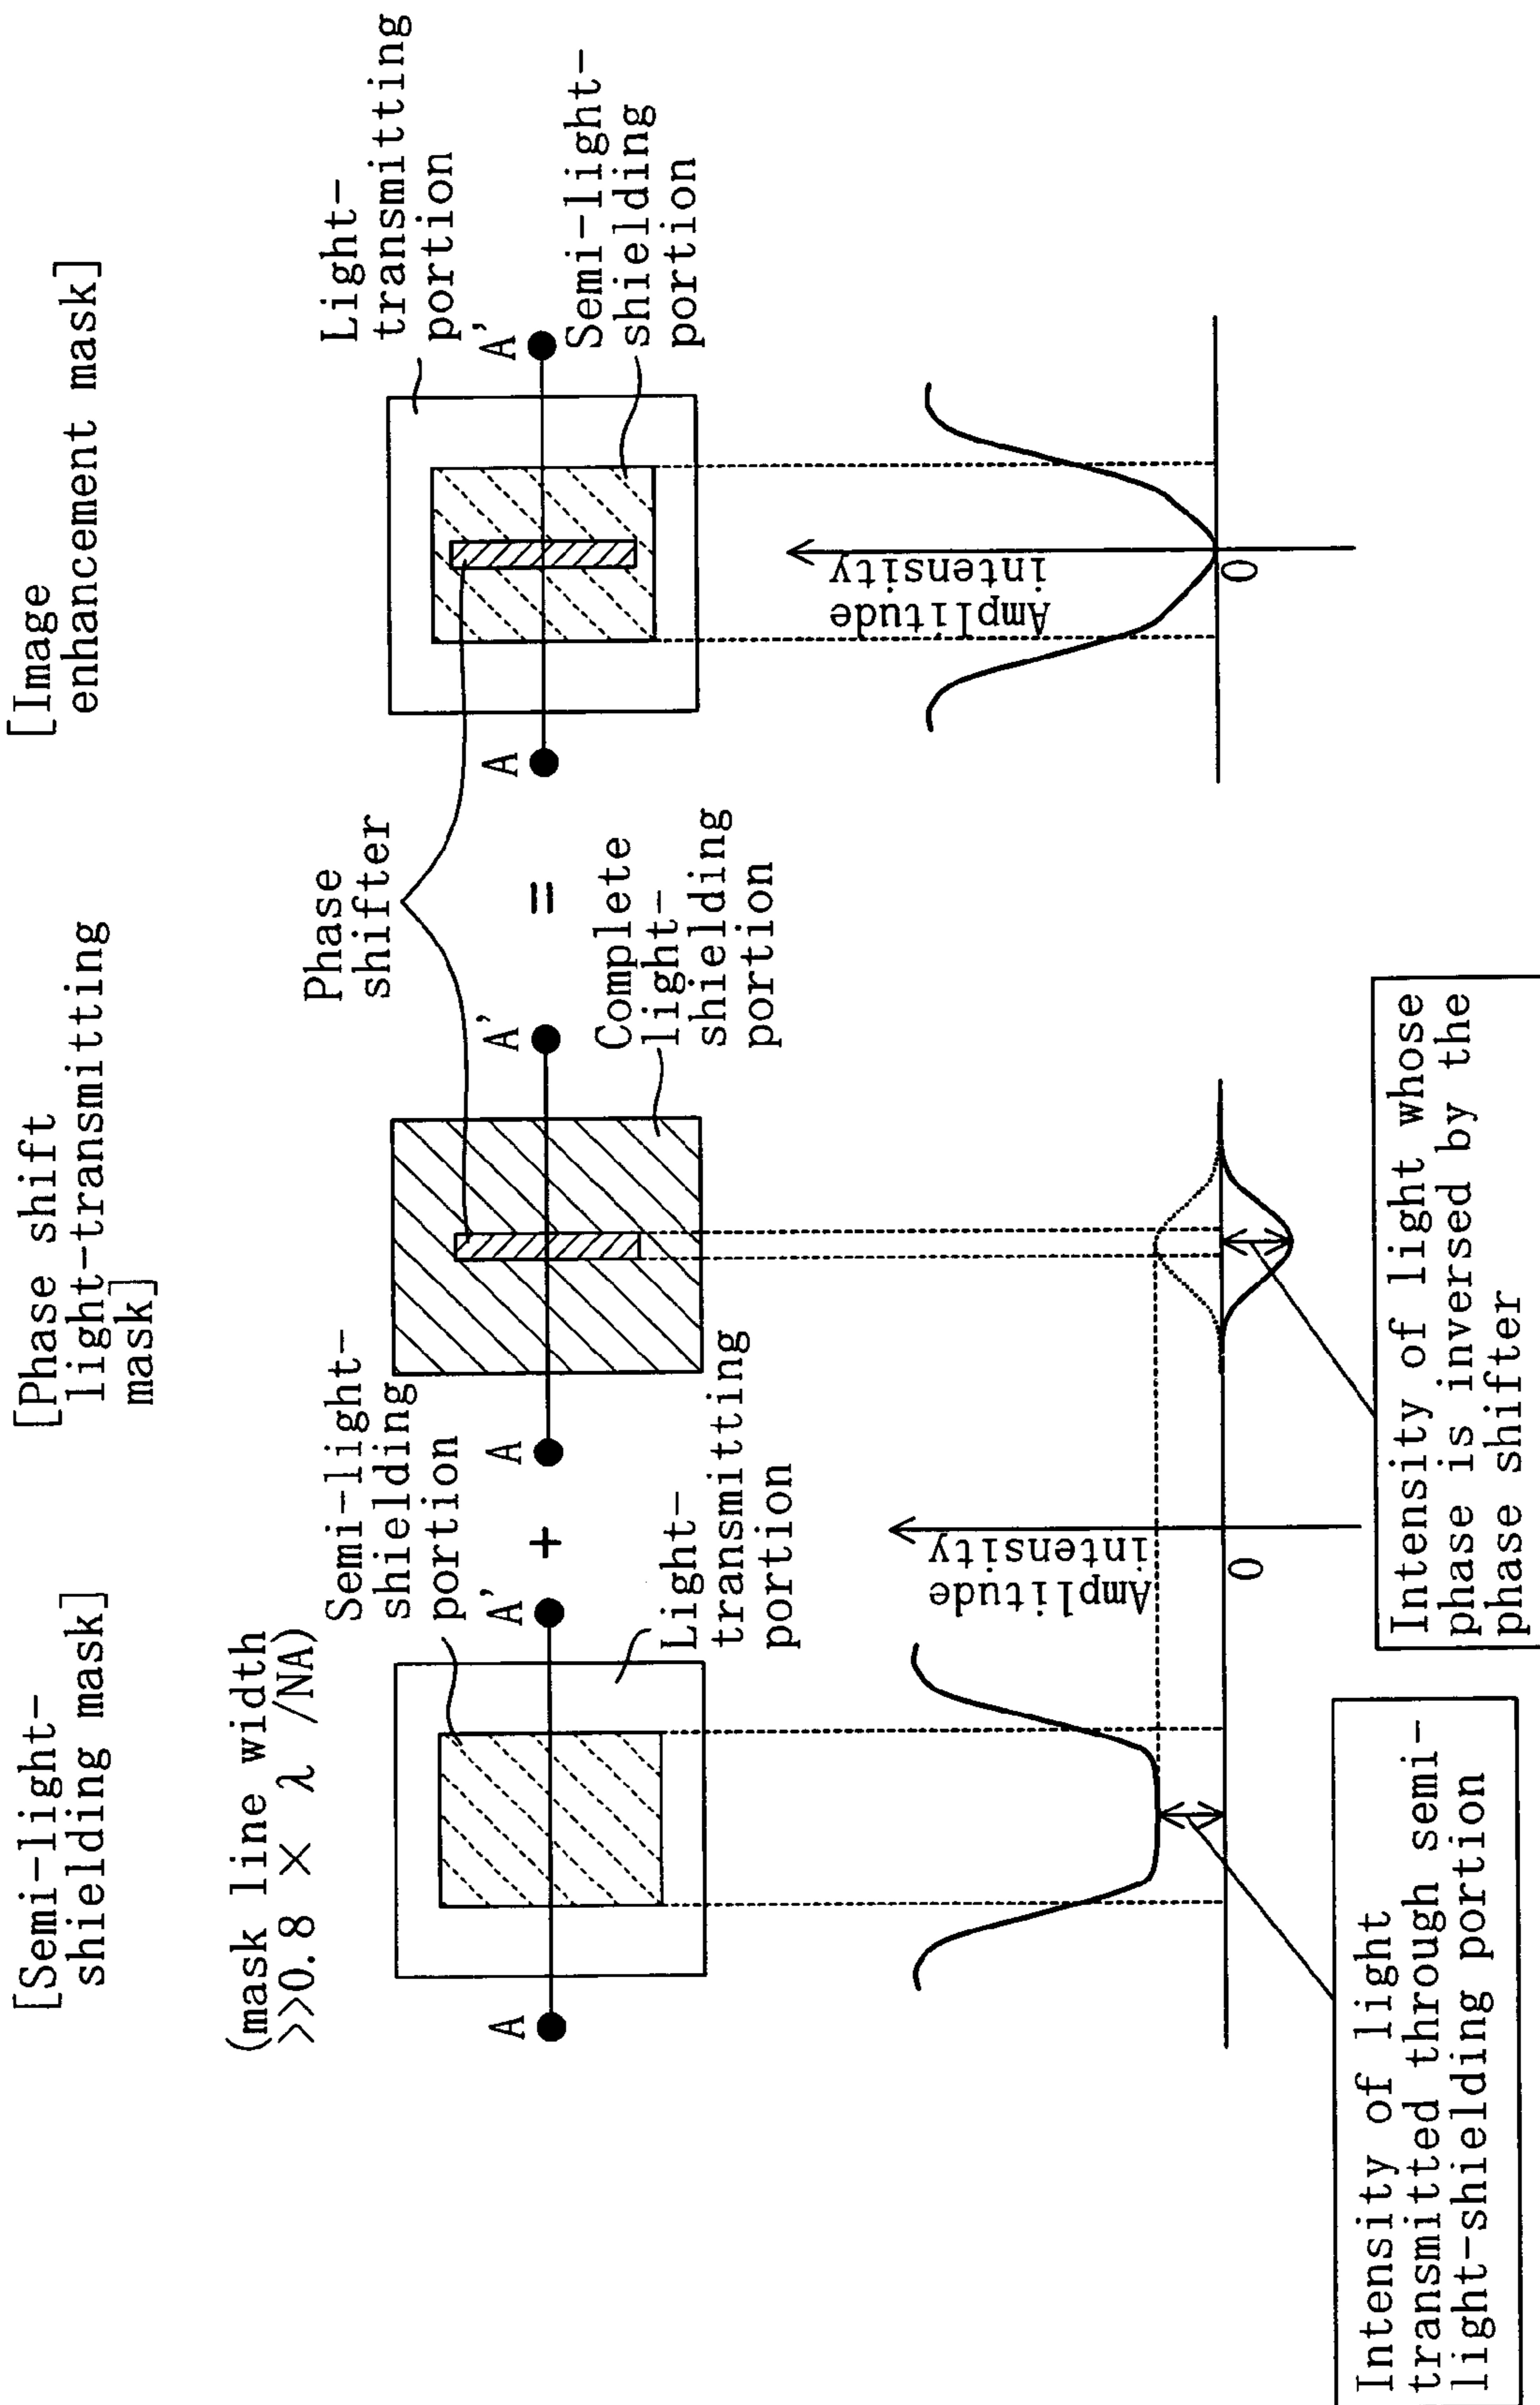 [Semi-light-
shielding mask]
(mask line width
>>0.8 × λ /NA)
Semi-light-
shielding
portion
A
A'
Light-
transmitting
portion
+
[Phase shift
light-transmitting
mask]
Phase
shifter
A
A'
Complete
light-
shielding
portion
=
[Image
enhancement mask]
Light-
transmitting
portion
A
A'
Semi-light-
shielding
portion
Amplitude
intensity
0
Amplitude
intensity
0
Intensity of light
transmitted through semi-
light-shielding portion
Intensity of light whose
phase is inversed by the
phase shifter